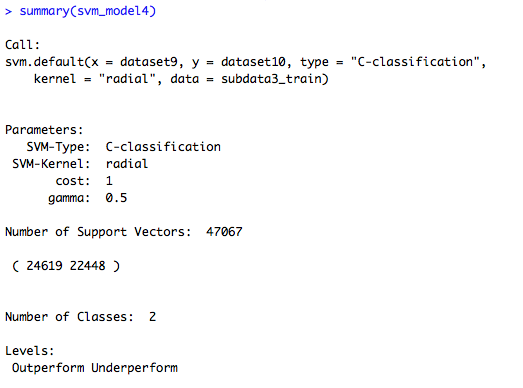 > summary(svm_model4)
Call:
svm.default(x = dataset9, y = dataset10, type = "C-classification",
kernel = "radial", data = subdata3_train)
Parameters:
SVM-Type: C-classification
SVM-Kernel: radial
cost: 1
gamma: 0.5
Number of Support Vectors: 47067
( 24619 22448 )
Number of Classes: 2
Levels:
Outperform Underperform